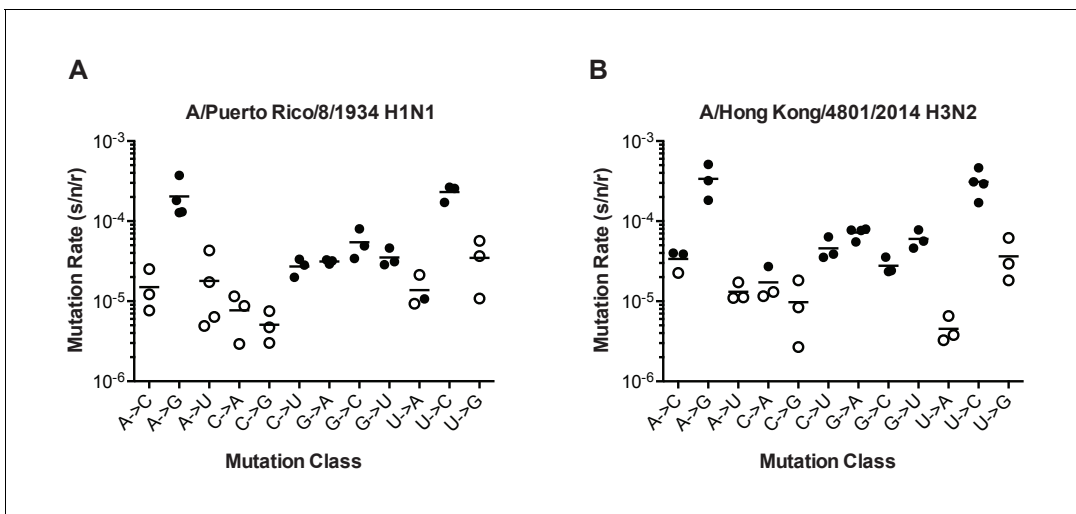 A
A/Puerto Rico/8/1934 H1N1
Mutation Rate (s/n/r)
10-3
10-4
10-5
10-6
A->C
A->G
A->U
C->A
C->G
C->U
G->A
G->C
G->U
U->A
U->C
U->G
Mutation Class
B
A/Hong Kong/4801/2014 H3N2
Mutation Rate (s/n/r)
10-3
10-4
10-5
10-6
A->C
A->G
A->U
C->A
C->G
C->U
G->A
G->C
G->U
U->A
U->C
U->G
Mutation Class